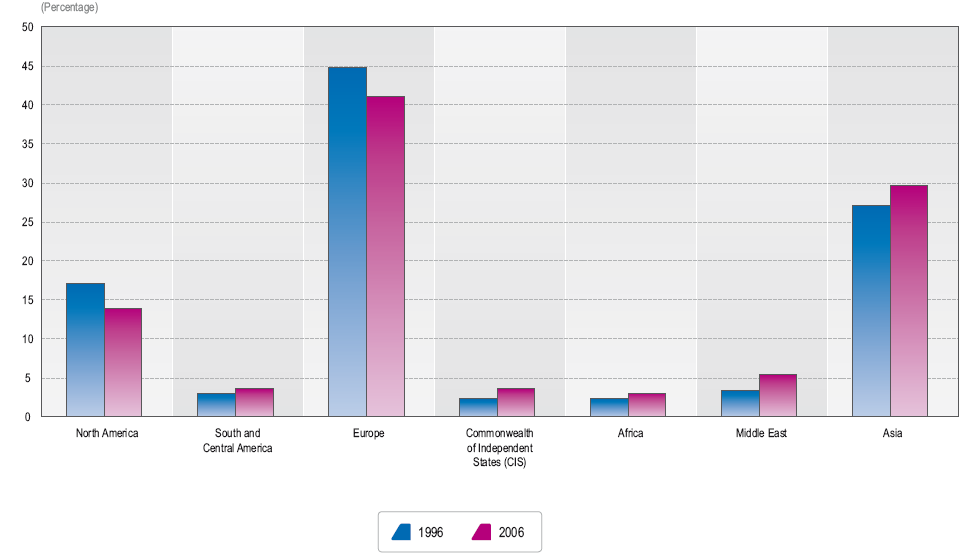 (Percentage)
50
45
40
35
30
25
20
15
10
5
0
North America
South and
Central America
Europe
Commonwealth
of Independent
States (CIS)
Africa
Middle East
Asia
1996
2006